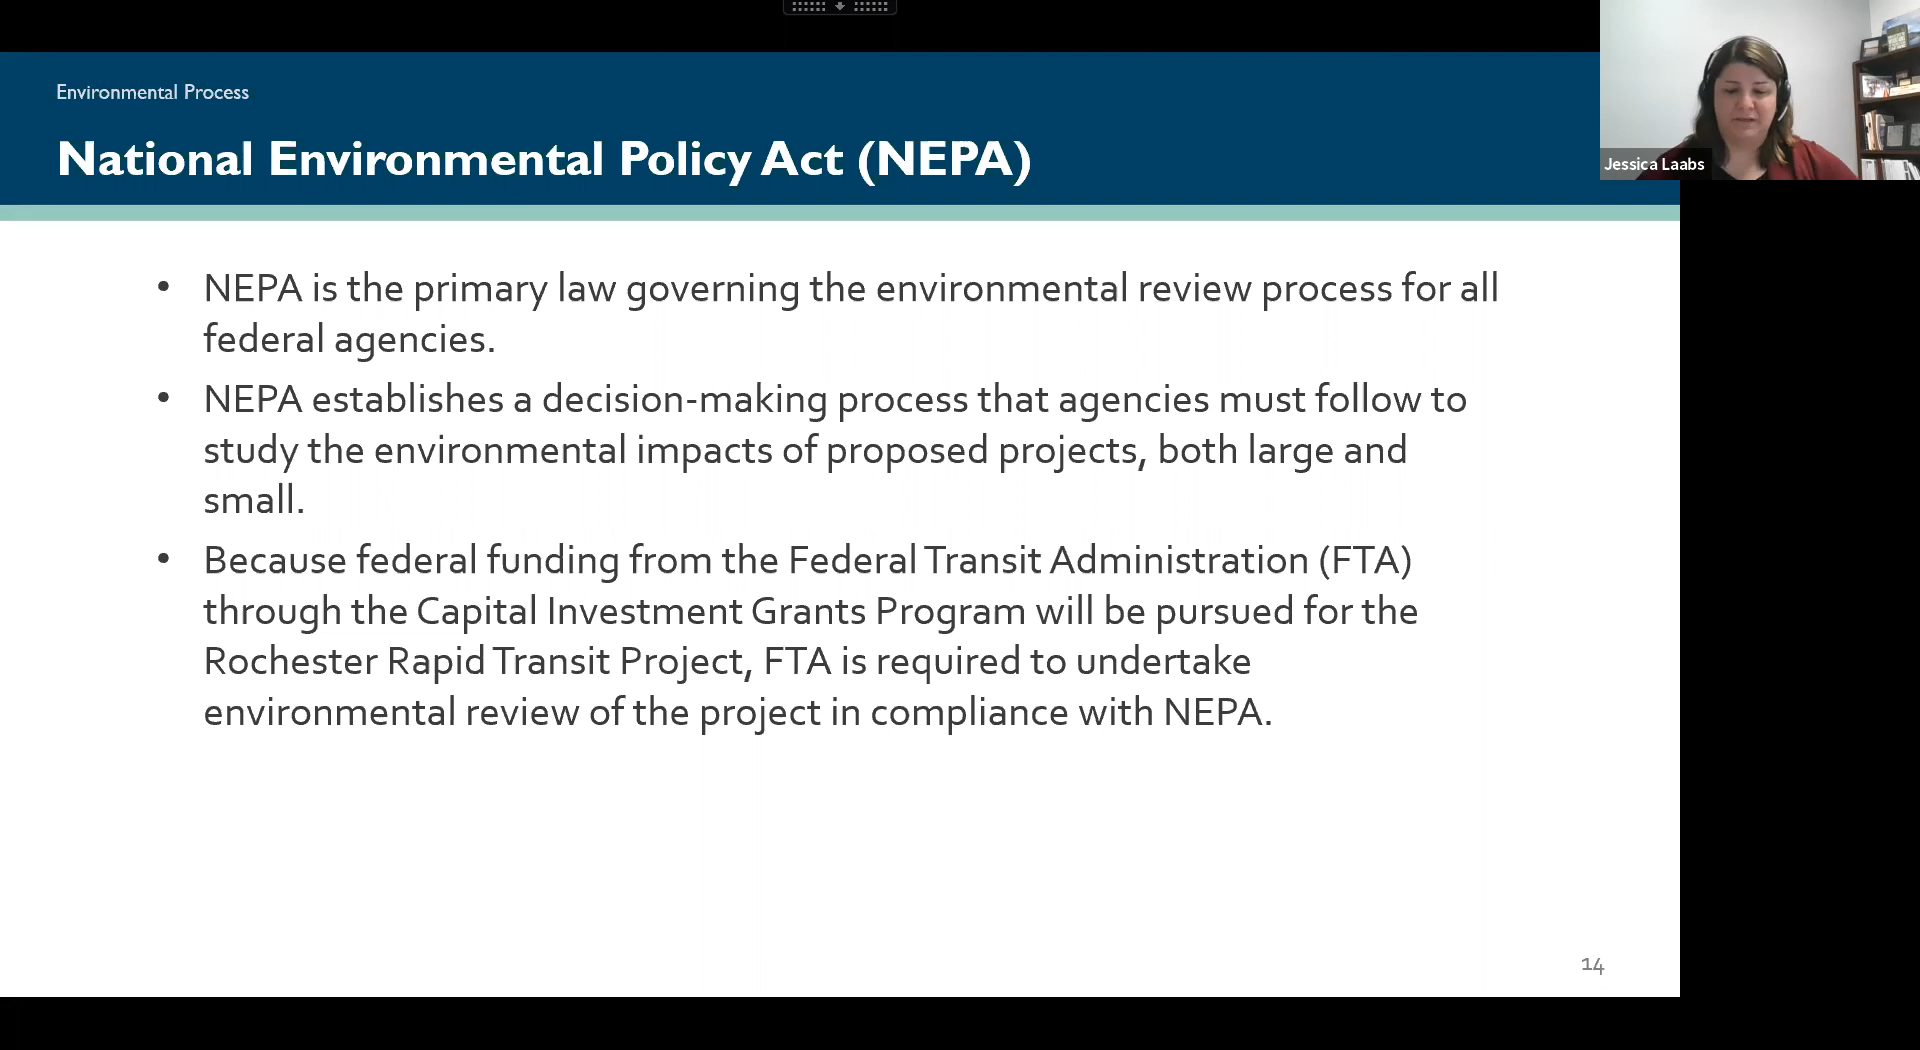 Environmental Process
National Environmental Policy Act (NEPA)
Jessica Laabs
• NEPA is the primary law governing the environmental review process for all
federal agencies.
• NEPA establishes a decision-making process that agencies must follow to
study the environmental impacts of proposed projects, both large and
small.
• Because federal funding from the Federal Transit Administration (FTA)
through the Capital Investment Grants Program will be pursued for the
Rochester Rapid Transit Project, FTA is required to undertake
environmental review of the project in compliance with NEPA.
14